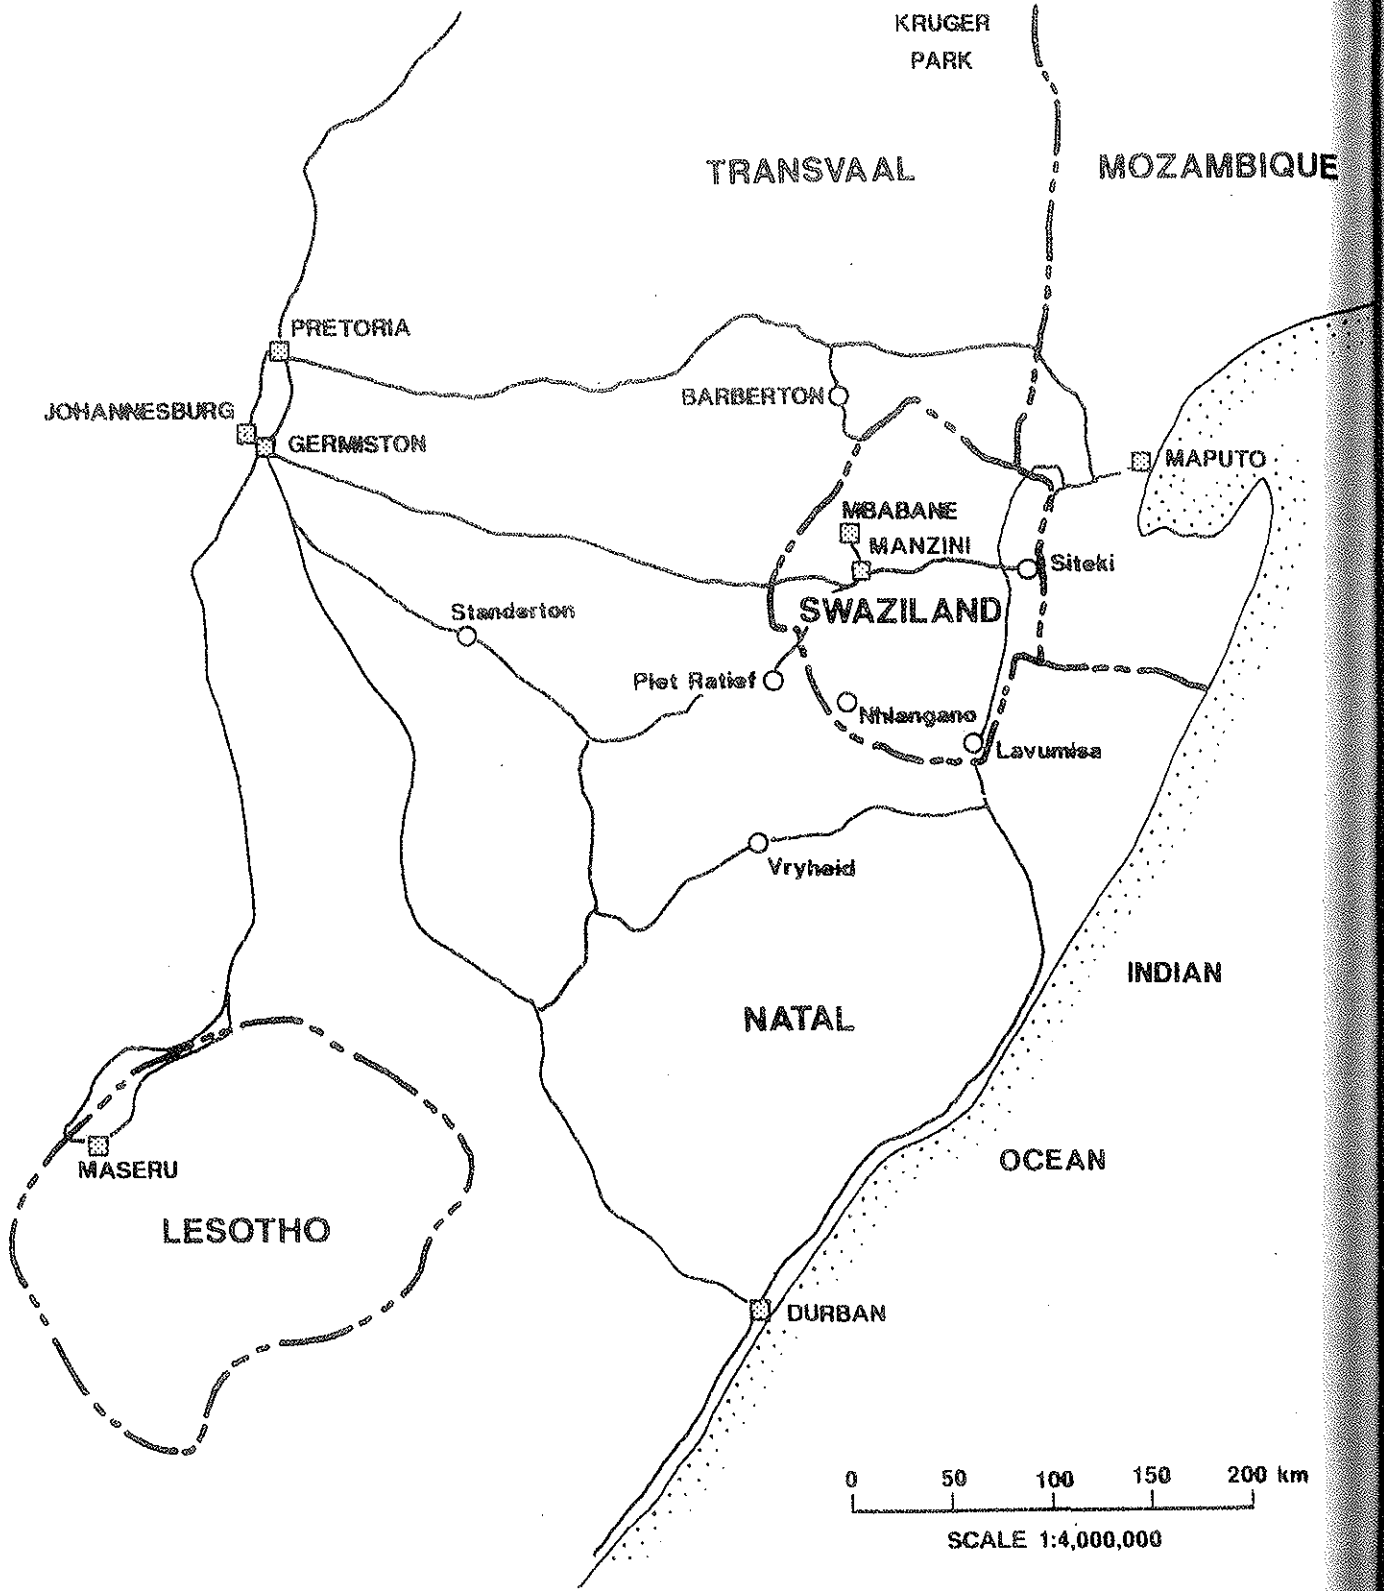 KRUGER
PARK
TRANSVAAL
MOZAMBIQUE
PRETORIA
JOHANNESBURG
GERMISTON
BARBERTON
MAPUTO
MBABANE
MANZINI
Siteki
SWAZILAND
Standerton
Piet Ratief
Nhlangano
Lavumisa
Vryheid
INDIAN
NATAL
OCEAN
MASERU
LESOTHO
DURBAN
0 50 100 150 200 km
SCALE 1:4,000,000